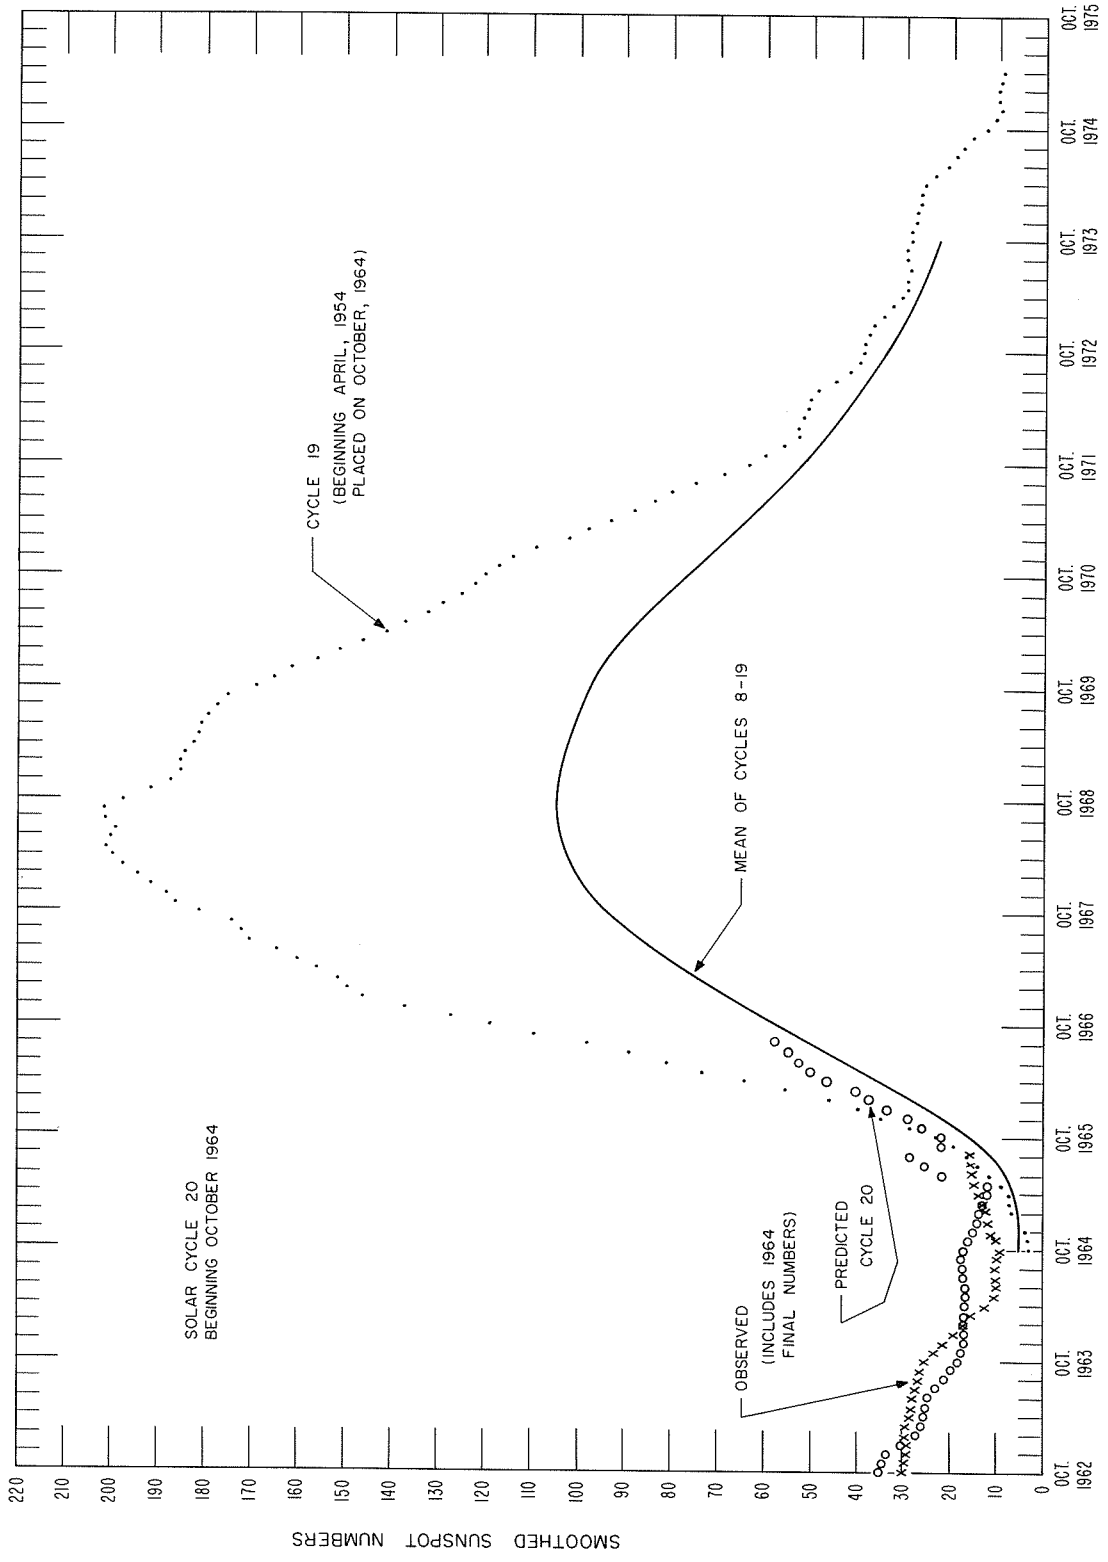 SOLAR CYCLE 20
BEGINNING OCTOBER 1964
CYCLE 19
(BEGINNING APRIL, 1954
PLACED ON OCTOBER, 1964)
MEAN OF CYCLES 8-19
OBSERVED
(INCLUDES 1964
FINAL NUMBERS)
PREDICTED
CYCLE 20
SMOOTHED SUNSPOT NUMBERS
220
210
200
190
180
170
160
150
140
130
120
110
100
90
80
70
60
50
40
30
20
10
0
OCT.
1962
OCT.
1963
OCT.
1964
OCT.
1965
OCT.
1966
OCT.
1967
OCT.
1968
OCT.
1969
OCT.
1970
OCT.
1971
OCT.
1972
OCT.
1973
OCT.
1974
OCT.
1975